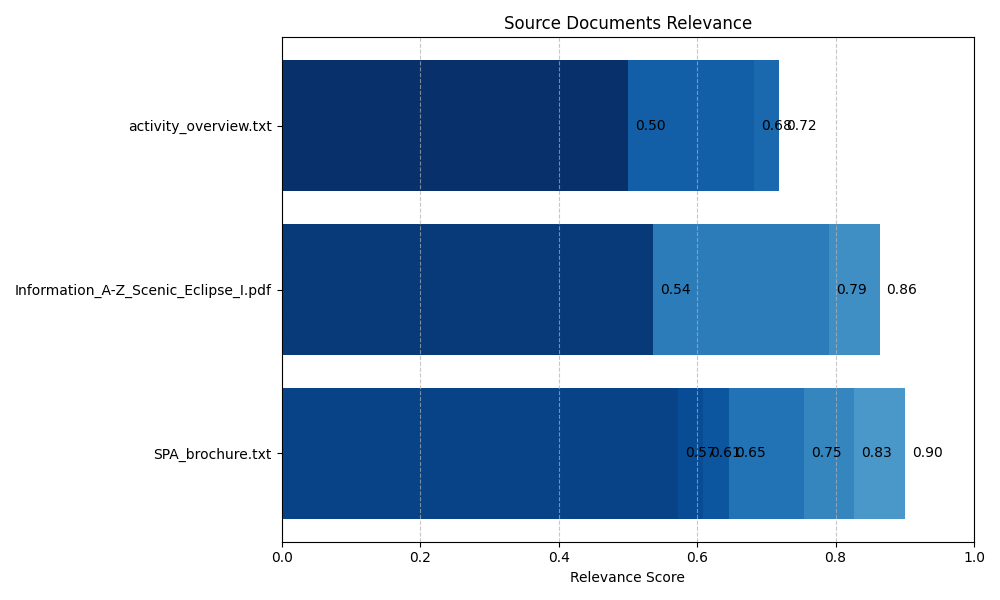 Source Documents Relevance
activity_overview.txt
0.50 0.68 0.72
Information_A-Z_Scenic_Eclipse_I.pdf
0.54 0.79 0.86
SPA_brochure.txt
0.57 0.61 0.65 0.75 0.83 0.90
0.0 0.2 0.4 0.6 0.8 1.0
Relevance Score